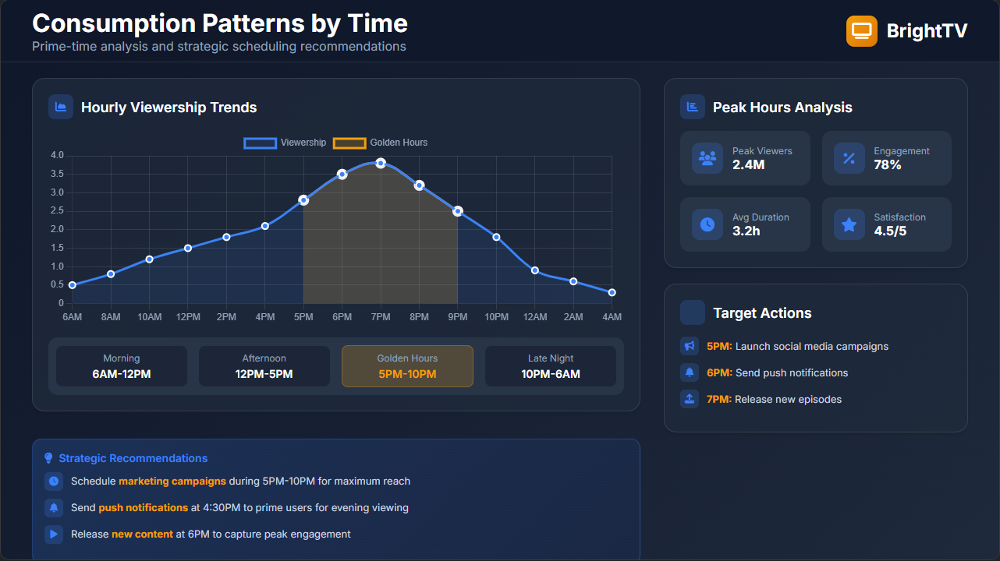 Consumption Patterns by Time
Prime-time analysis and strategic scheduling recommendations
BrightTV
Hourly Viewership Trends
Viewership
Golden Hours
4.0
3.5
3.0
2.5
2.0
1.5
1.0
0.5
0
6AM 8AM 10AM 12PM 2PM 4PM 5PM 6PM 7PM 8PM 9PM 10PM 12AM 2AM 4AM
Morning
6AM-12PM
Afternoon
12PM-5PM
Golden Hours
5PM-10PM
Late Night
10PM-6AM
Strategic Recommendations
Schedule marketing campaigns during 5PM-10PM for maximum reach
Send push notifications at 4:30PM to prime users for evening viewing
Release new content at 6PM to capture peak engagement
Peak Hours Analysis
Peak Viewers
2.4M
Engagement
78%
Avg Duration
3.2h
Satisfaction
4.5/5
Target Actions
5PM: Launch social media campaigns
6PM: Send push notifications
7PM: Release new episodes